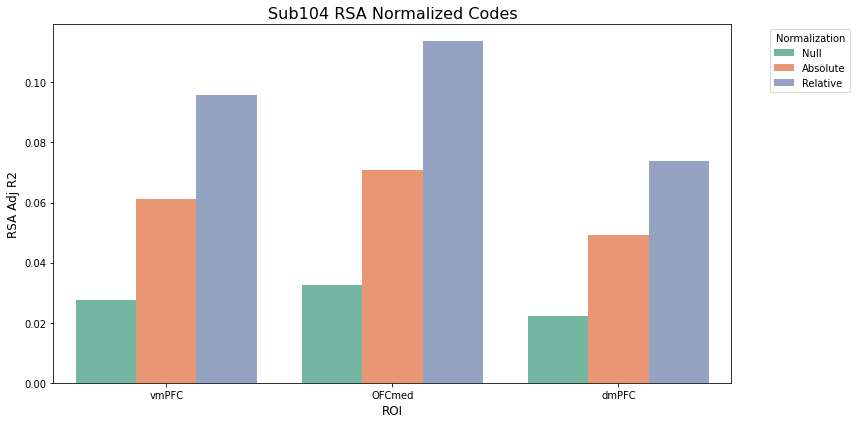 Sub104 RSA Normalized Codes
Normalization
Null
Absolute
Relative
RSA Adj R2
0.10
0.08
0.06
0.04
0.02
0.00
vmPFC OFCmed dmPFC
ROI